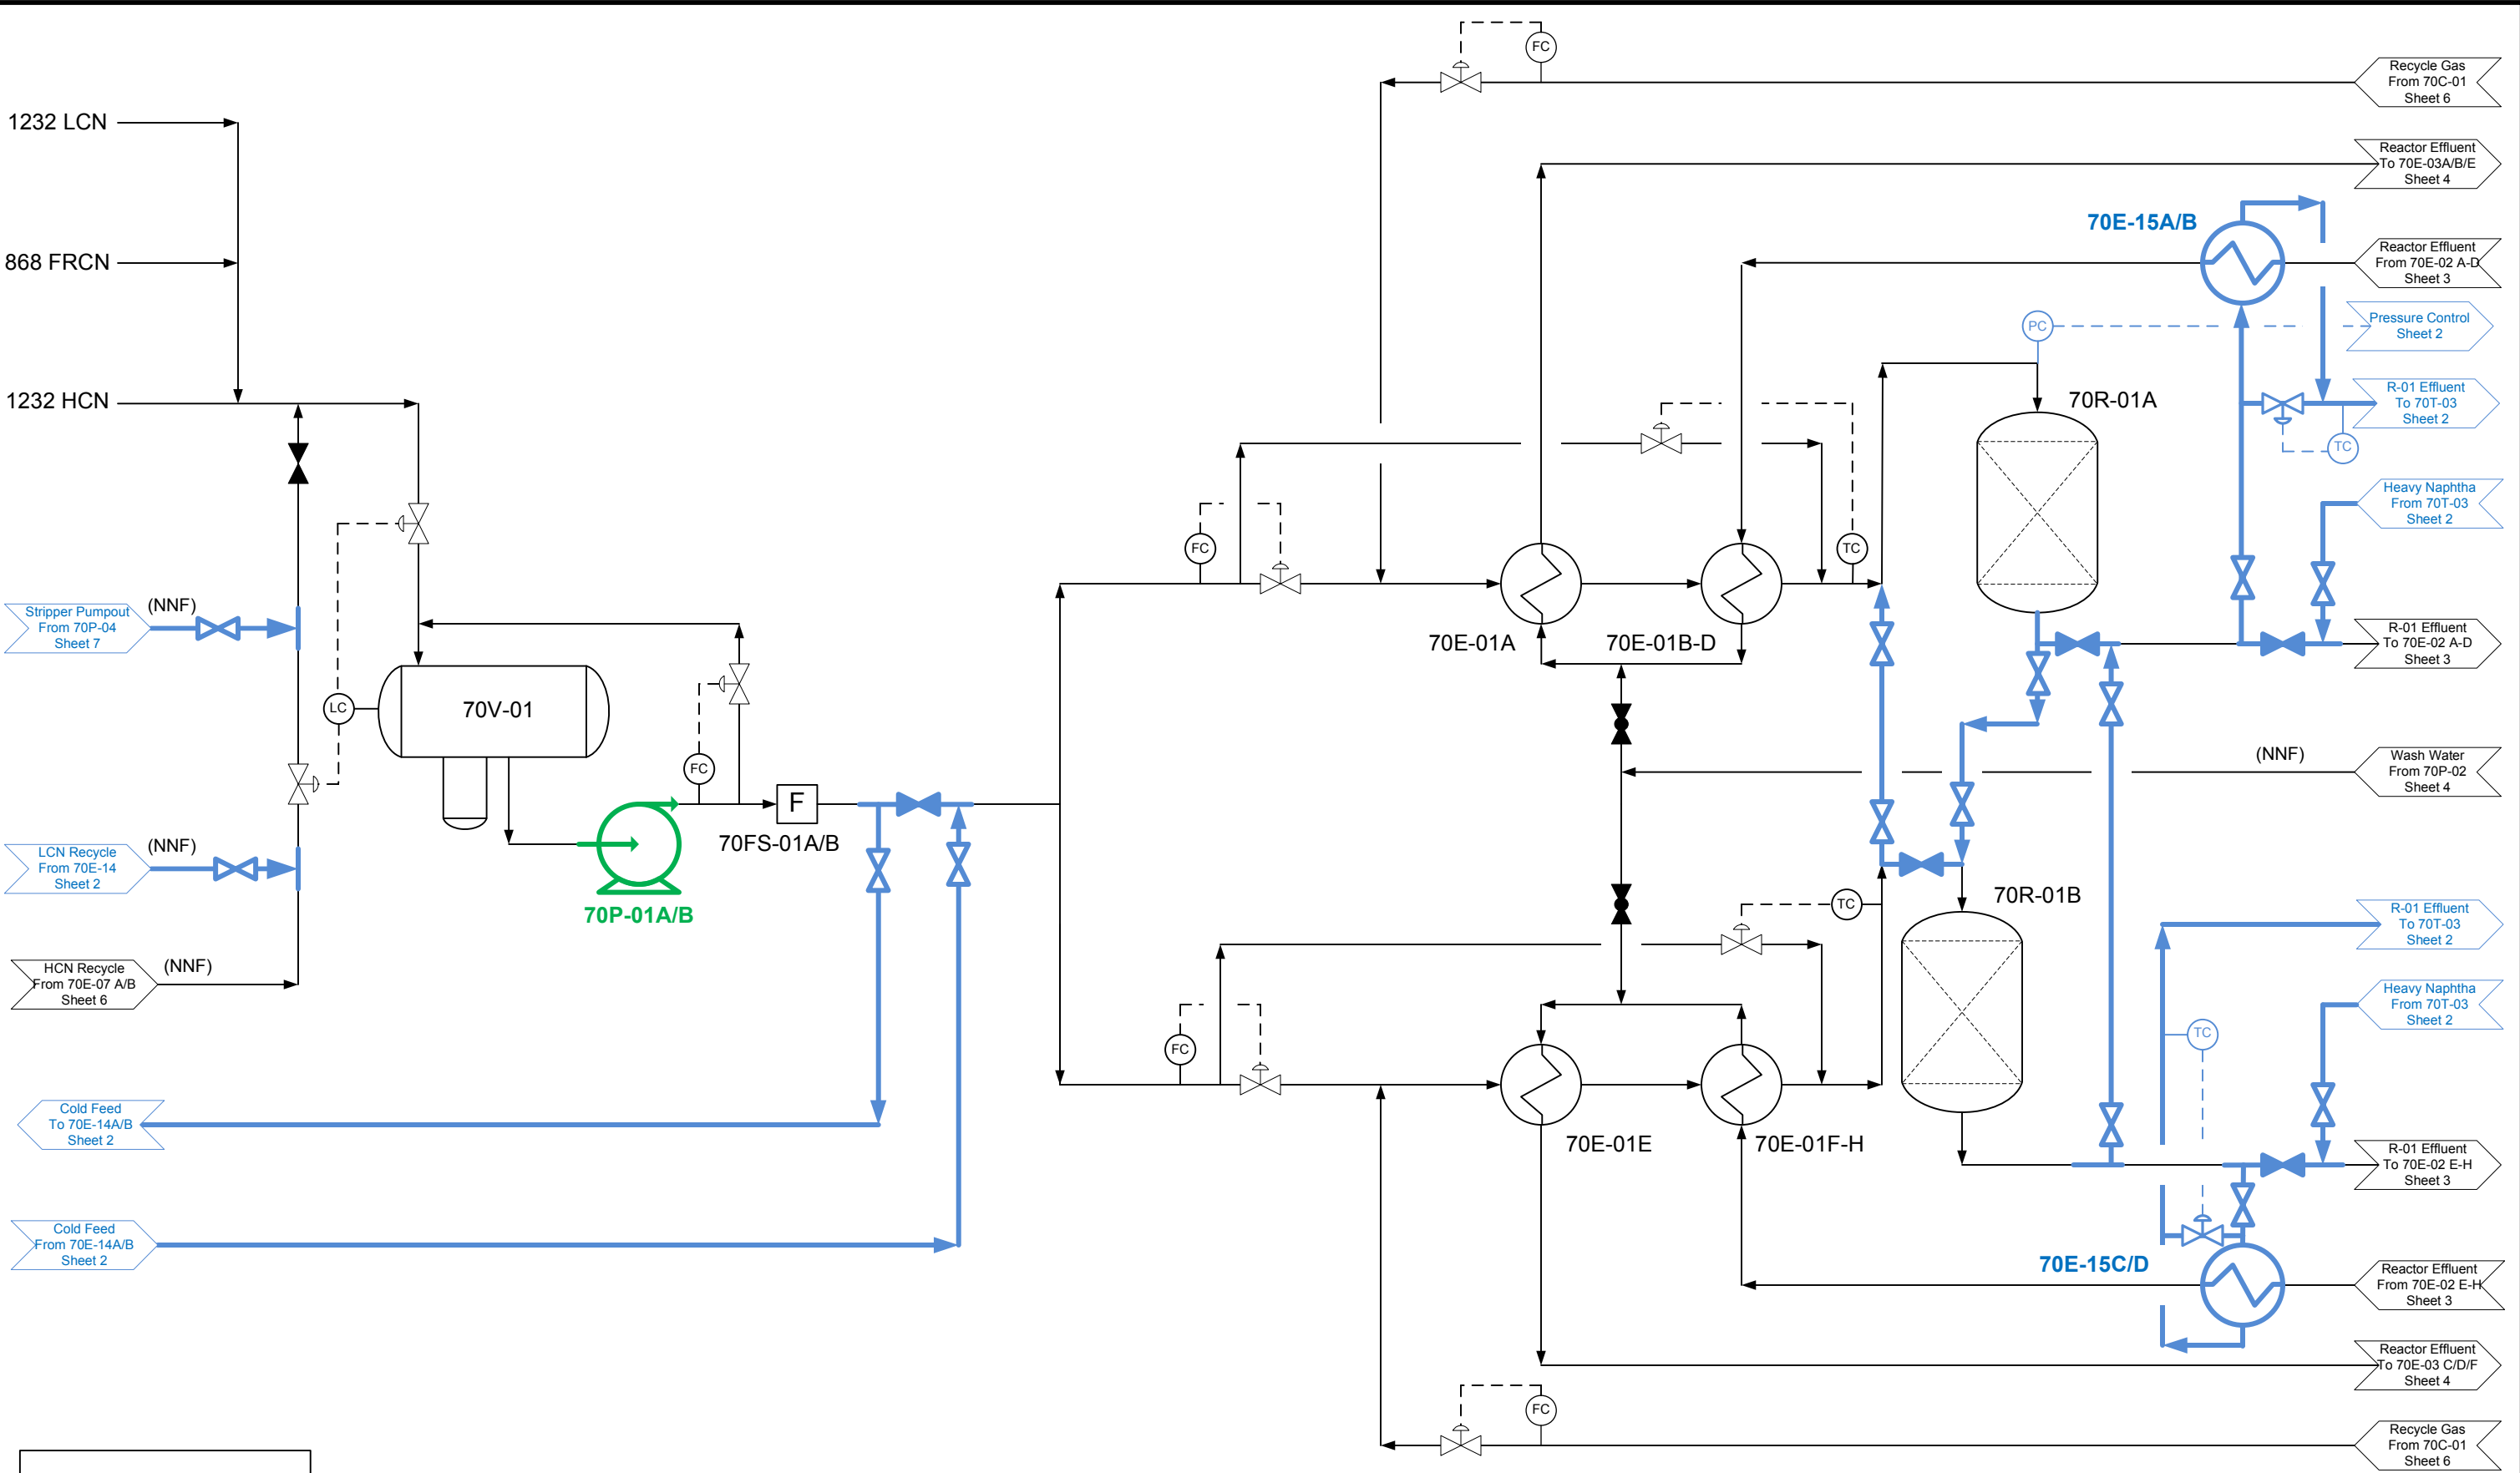 FC
Recycle Gas
From 70C-01
Sheet 6
1232 LCN
Reactor Effluent
To 70E-03A/B/E
Sheet 4
70E-15A/B
868 FRCN
Reactor Effluent
From 70E-02 A-D
Sheet 3
PC
Pressure Control
Sheet 2
1232 HCN
70R-01A
R-01 Effluent
To 70T-03
Sheet 2
TC
Heavy Naphtha
From 70T-03
Sheet 2
FC
TC
Stripper Pumpout
From 70P-04
Sheet 7
(NNF)
70E-01A
70E-01B-D
R-01 Effluent
To 70E-02 A-D
Sheet 3
LC
70V-01
FC
F
70FS-01A/B
(NNF)
Wash Water
From 70P-02
Sheet 4
LCN Recycle
From 70E-14
Sheet 2
(NNF)
70P-01A/B
TC
70R-01B
R-01 Effluent
To 70T-03
Sheet 2
HCN Recycle
From 70E-07 A/B
Sheet 6
(NNF)
Heavy Naphtha
From 70T-03
Sheet 2
TC
FC
Cold Feed
To 70E-14A/B
Sheet 2
70E-01E
70E-01F-H
R-01 Effluent
To 70E-02 E-H
Sheet 3
Cold Feed
From 70E-14A/B
Sheet 2
70E-15C/D
Reactor Effluent
From 70E-02 E-H
Sheet 3
Reactor Effluent
To 70E-03 C/D/F
Sheet 4
FC
Recycle Gas
From 70C-01
Sheet 6